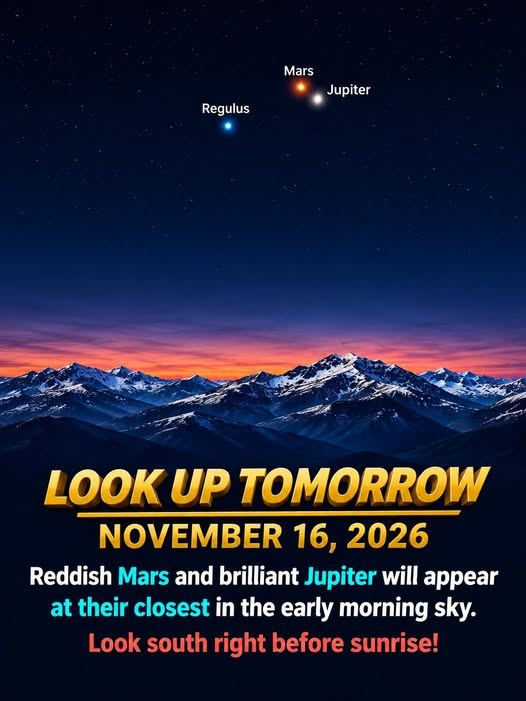 Mars
Jupiter
Regulus
LOOK UP TOMORROW
NOVEMBER 16, 2026
Reddish Mars and brilliant Jupiter will appear
at their closest in the early morning sky.
Look south right before sunrise!